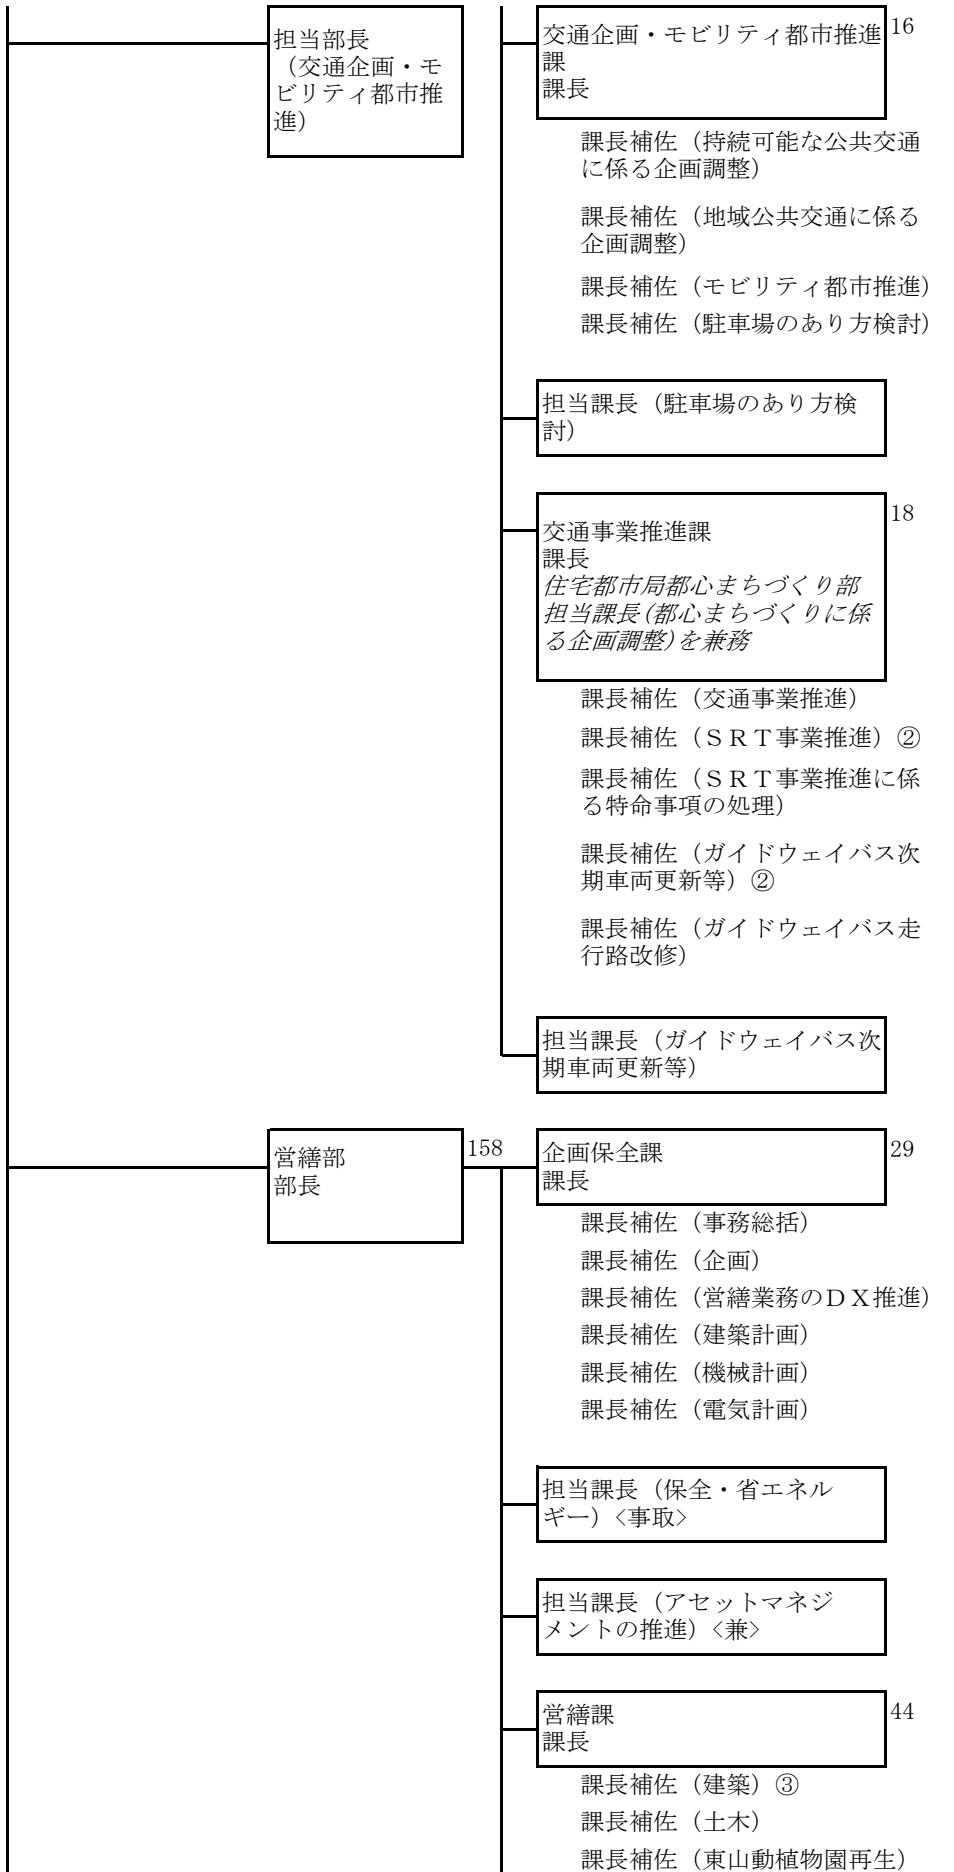 担当部長
（交通企画・モ
ビリティ都市推
進）
交通企画・モビリティ都市推進
課
課長
16
課長補佐（持続可能な公共交通
に係る企画調整）
課長補佐（地域公共交通に係る
企画調整）
課長補佐（モビリティ都市推進）
課長補佐（駐車場のあり方検討）
担当課長（駐車場のあり方検
討）
交通事業推進課
課長
住宅都市局都心まちづくり部
担当課長(都心まちづくりに係
る企画調整)を兼務
18
課長補佐（交通事業推進）
課長補佐（ＳＲＴ事業推進）②
課長補佐（ＳＲＴ事業推進に係
る特命事項の処理）
課長補佐（ガイドウェイバス次
期車両更新等）②
課長補佐（ガイドウェイバス走
行路改修）
担当課長（ガイドウェイバス次
期車両更新等）
営繕部
部長
158
企画保全課
課長
29
課長補佐（事務総括）
課長補佐（企画）
課長補佐（営繕業務のＤＸ推進）
課長補佐（建築計画）
課長補佐（機械計画）
課長補佐（電気計画）
担当課長（保全・省エネル
ギー）<事取>
担当課長（アセットマネジ
メントの推進）<兼>
営繕課
課長
44
課長補佐（建築）③
課長補佐（土木）
課長補佐（東山動植物園再生）